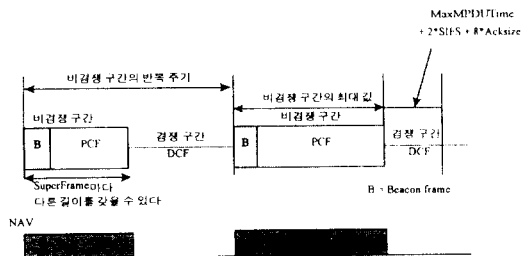 MaxMPDUTime
+ 2*SIFS + 8*Acksize
비경쟁 구간의 반복 주기
비경쟁 구간의 최대 값
비경쟁 구간
비경쟁 구간
B
PCF
경쟁 구간
DCF
B
PCF
경쟁 구간
DCF
SuperFrame마다
다른 길이를 갖을 수 있다
B = Beacon frame
NAV